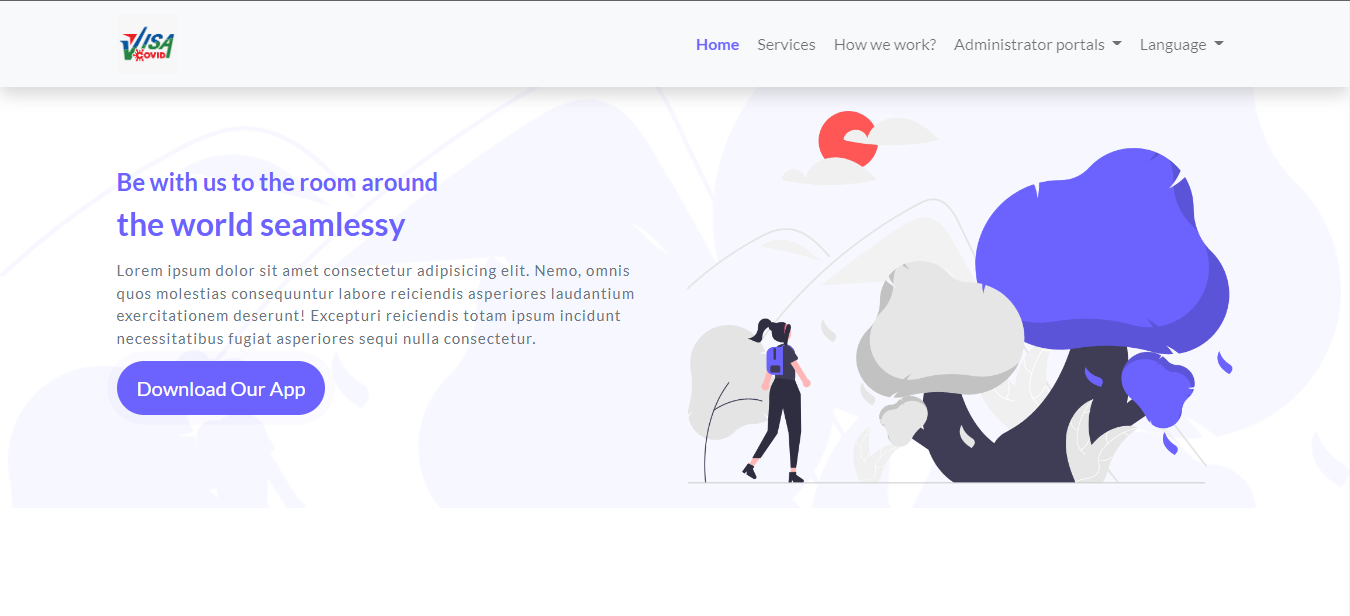 VISA
COVID
Home Services How we work? Administrator portals Language
Be with us to the room around
the world seamlessy
Lorem ipsum dolor sit amet consectetur adipisicing elit. Nemo, omnis
quos molestias consequuntur labore reiciendis asperiores laudantium
exercitationem deserunt! Excepturi reiciendis totam ipsum incidunt
necessitatibus fugiat asperiores sequi nulla consectetur.
Download Our App